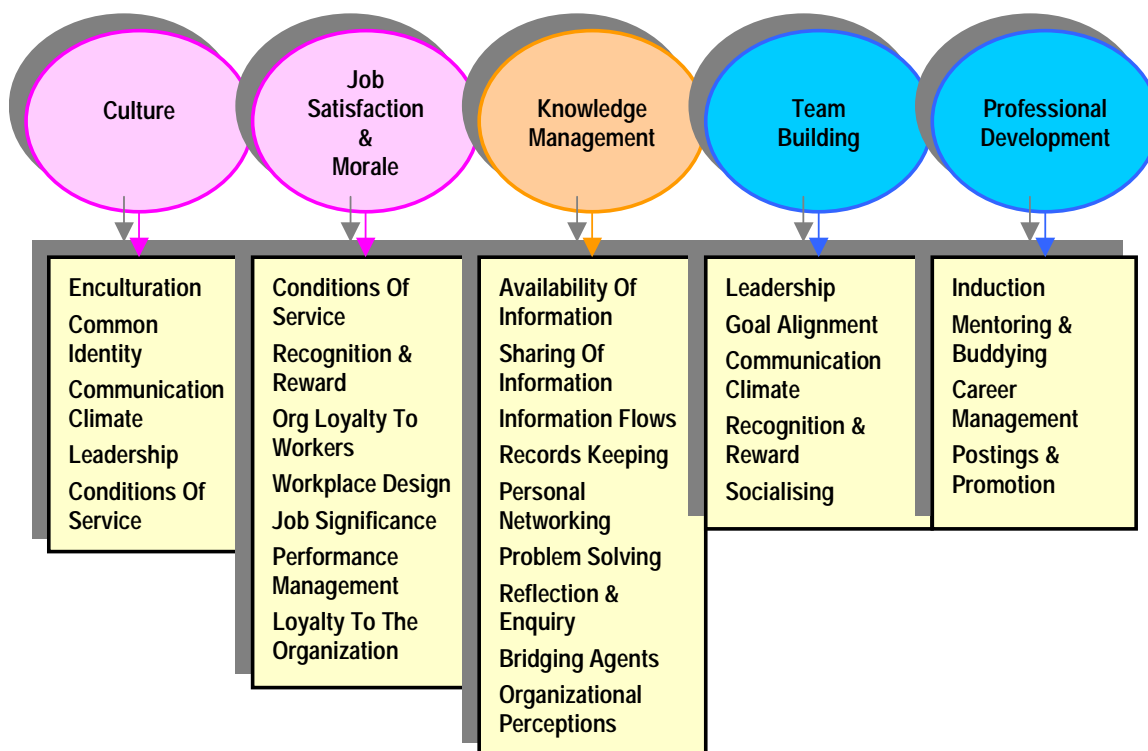 Culture
Job
Satisfaction
&
Morale
Knowledge
Management
Team
Building
Professional
Development
Enculturation
Common
Identity
Communication
Climate
Leadership
Conditions Of
Service
Conditions Of
Service
Recognition &
Reward
Org Loyalty To
Workers
Workplace Design
Job Significance
Performance
Management
Loyalty To The
Organization
Availability Of
Information
Sharing Of
Information
Information Flows
Records Keeping
Personal
Networking
Problem Solving
Reflection &
Enquiry
Bridging Agents
Organizational
Perceptions
Leadership
Goal Alignment
Communication
Climate
Recognition &
Reward
Socialising
Induction
Mentoring &
Buddying
Career
Management
Postings &
Promotion